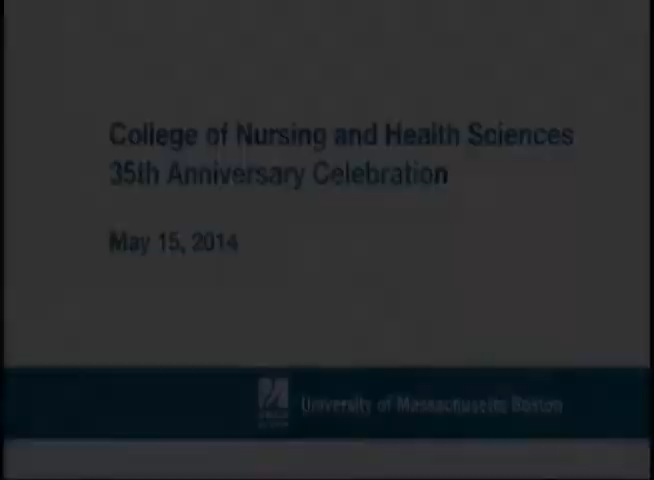 College of Nursing and Health Sciences
35th Anniversary Celebration
May 15, 2014
University of Massachusetts Boston